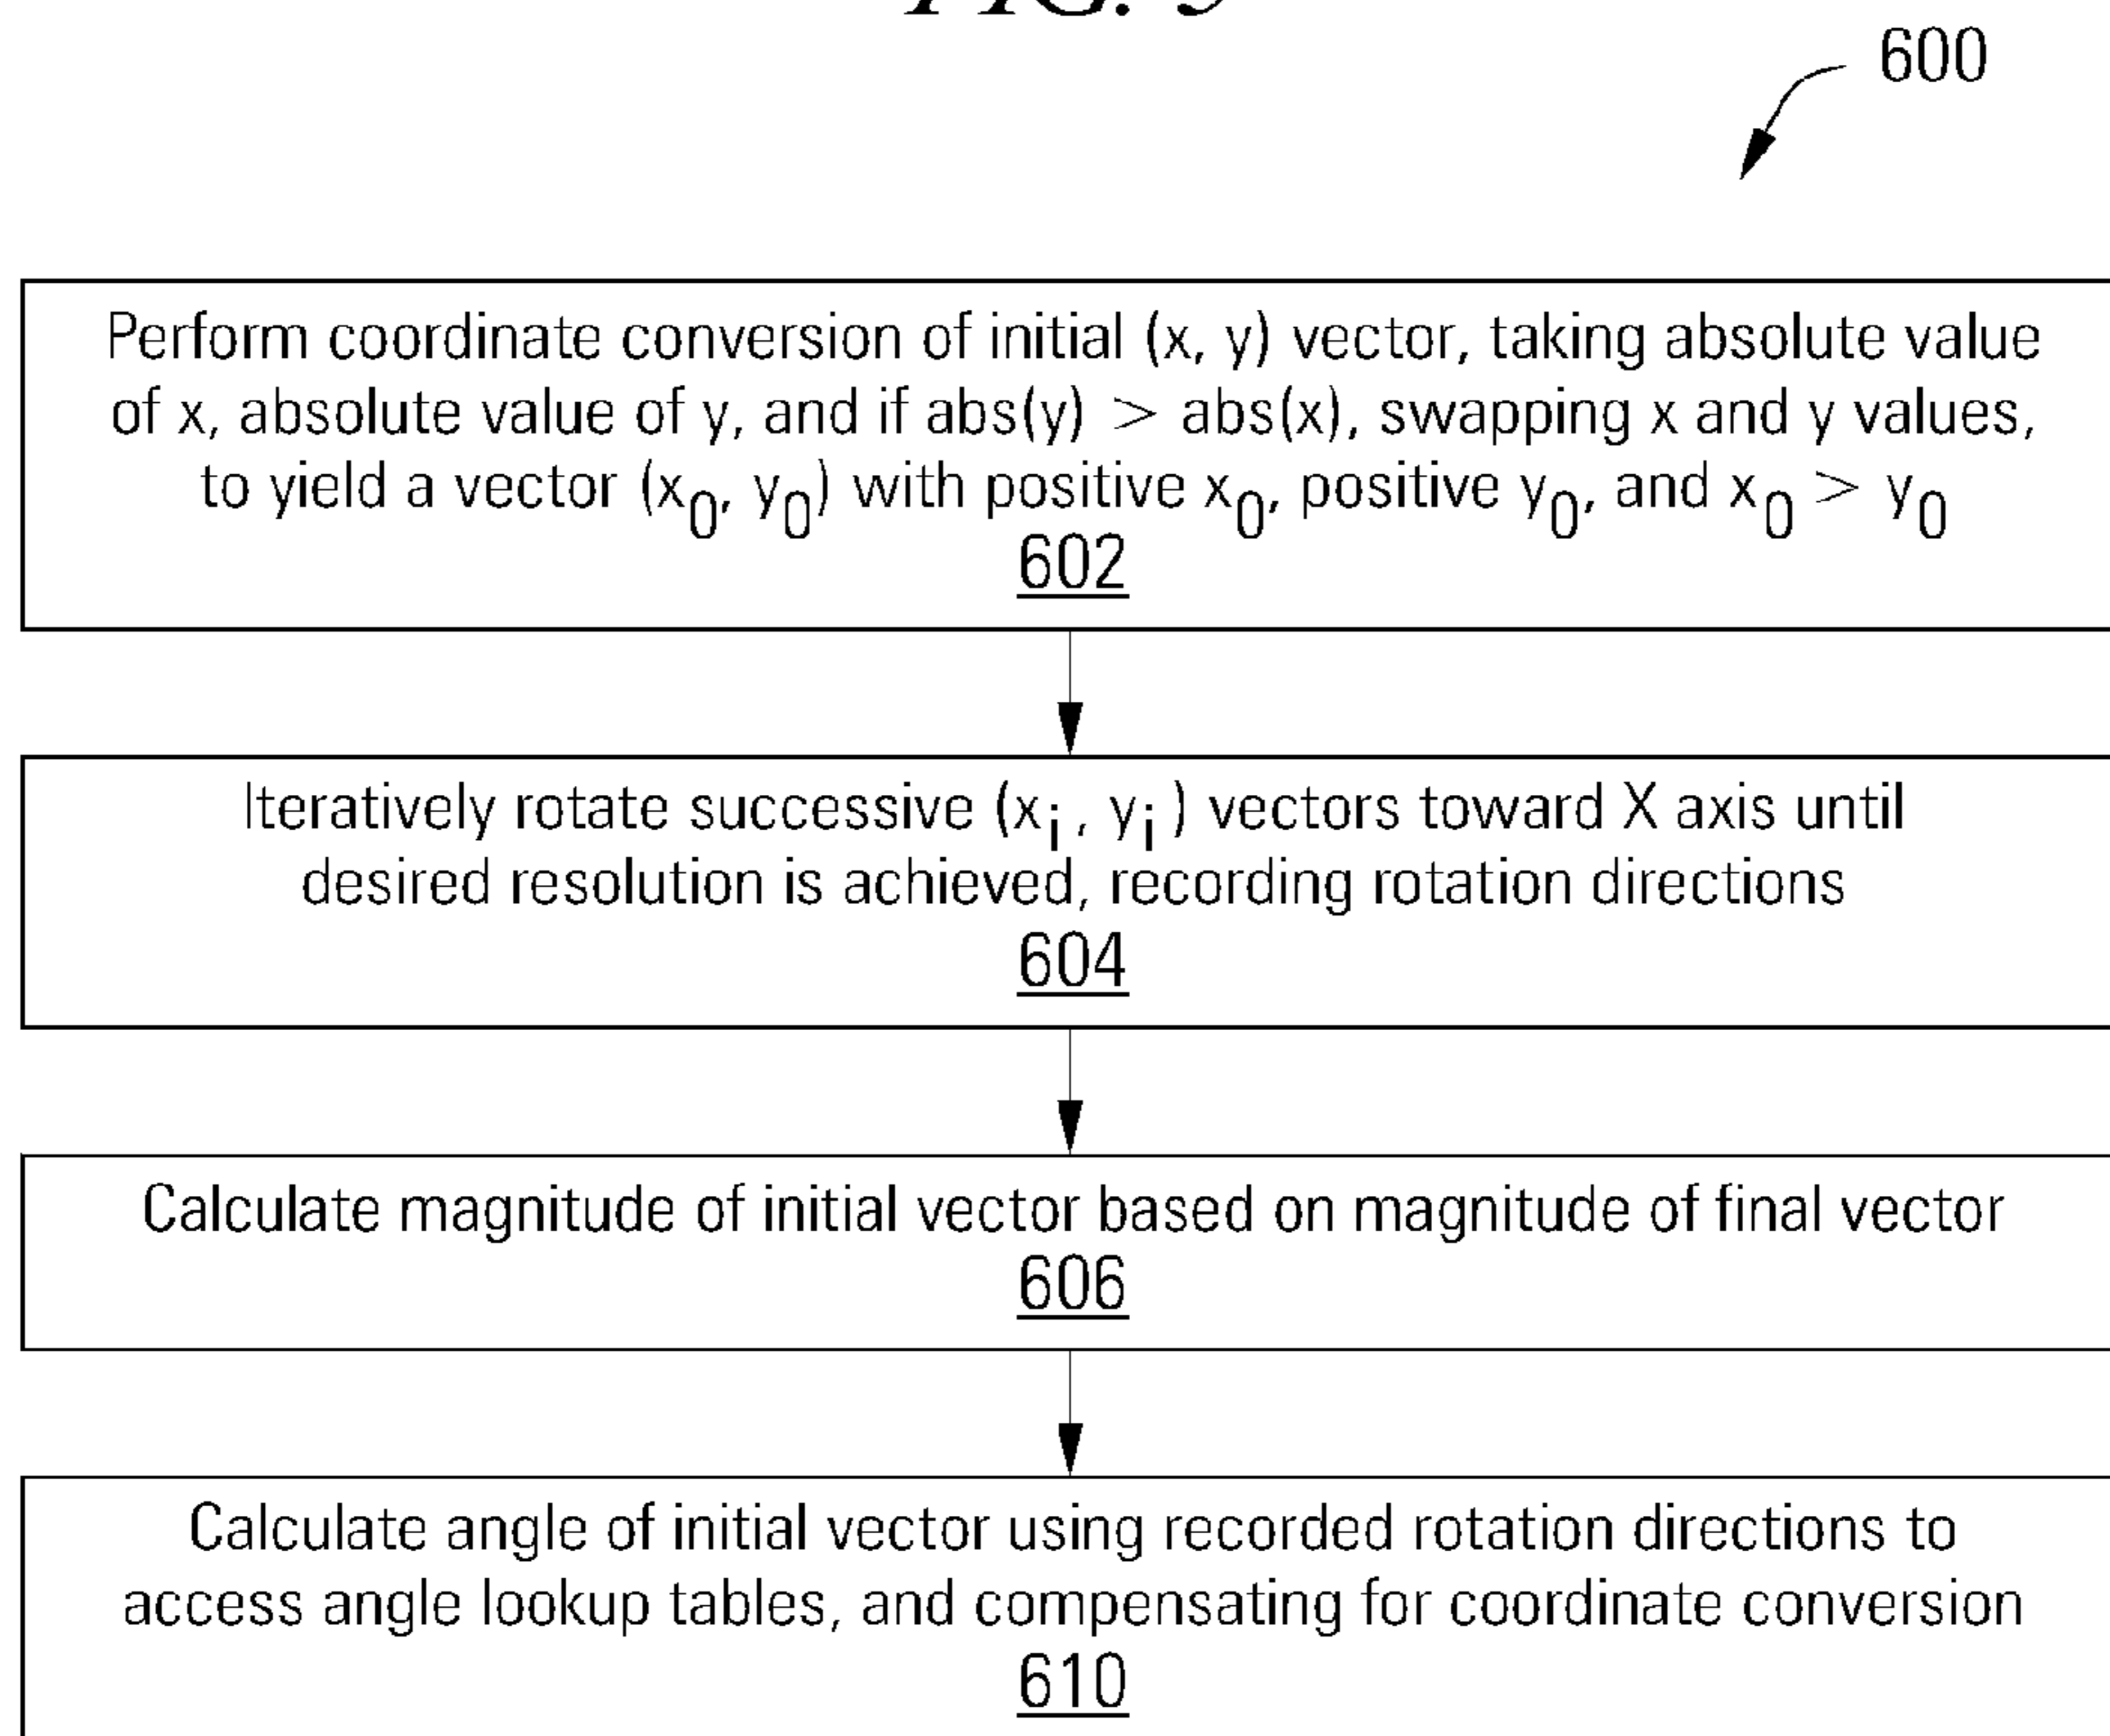 FIG. 5
600
Perform coordinate conversion of initial (x, y) vector, taking absolute value
of x, absolute value of y, and if abs(y) > abs(x), swapping x and y values,
to yield a vector (x0, y0) with positive x0, positive y0, and x0 > y0
602
Iteratively rotate successive (xi, yi) vectors toward X axis until
desired resolution is achieved, recording rotation directions
604
Calculate magnitude of initial vector based on magnitude of final vector
606
Calculate angle of initial vector using recorded rotation directions to
access angle lookup tables, and compensating for coordinate conversion
610